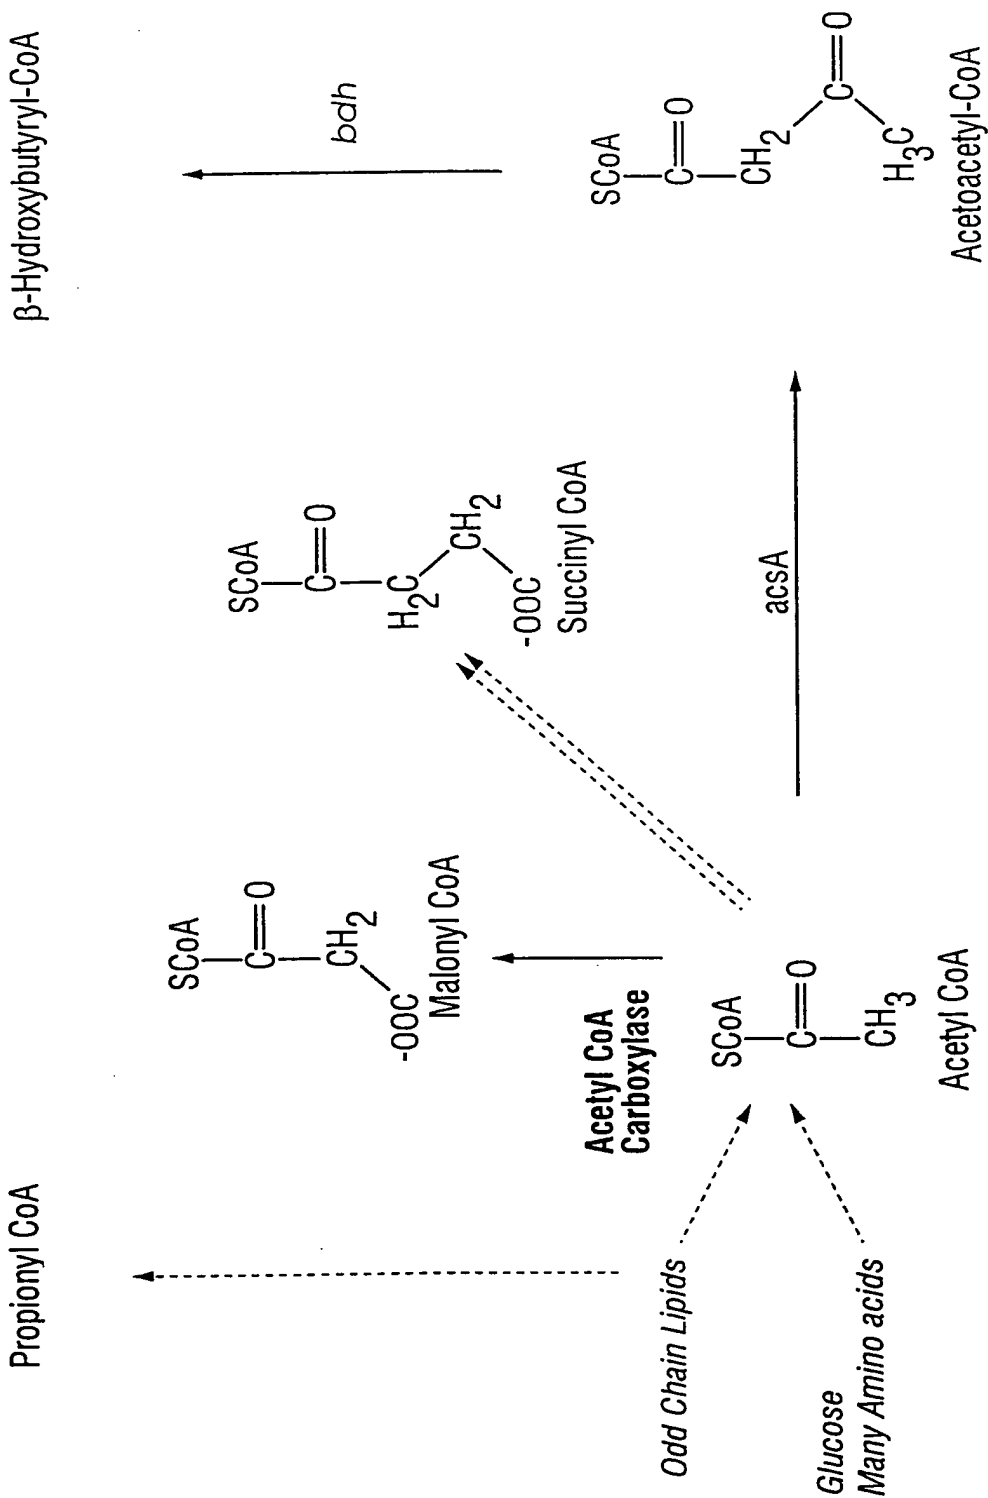 Propionyl CoA
β-Hydroxybutyryl-CoA
SCoA
C=O
CH2
-OOC
Malonyl CoA
SCoA
C=O
H2C
CH2
-OOC
Succinyl CoA
bdh
Acetyl CoA
Carboxylase
Odd Chain Lipids
Glucose
Many Amino acids
SCoA
C=O
CH3
Acetyl CoA
acsA
SCoA
C=O
CH2
C=O
H3C
Acetoacetyl-CoA